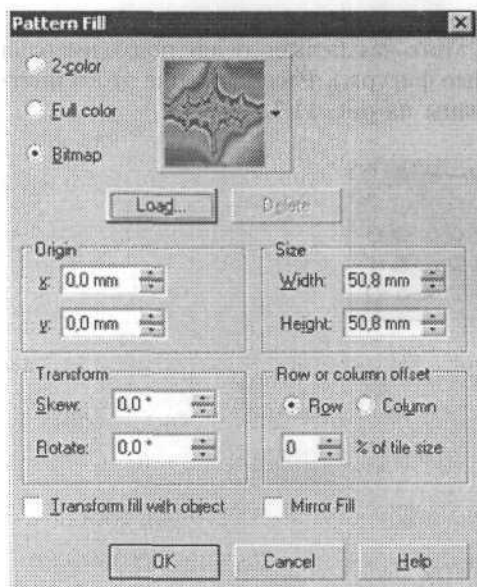 Pattern Fill
2-color
Full color
Bitmap
Load...
Delete
Origin
x: 0,0 mm
y: 0,0 mm
Size
Width: 50,8 mm
Height: 50,8 mm
Transform
Skew: 0,0 °
Rotate: 0,0 °
Row or column offset
Row Column
0 % of tile size
Transform fill with object
Mirror Fill
OK Cancel Help